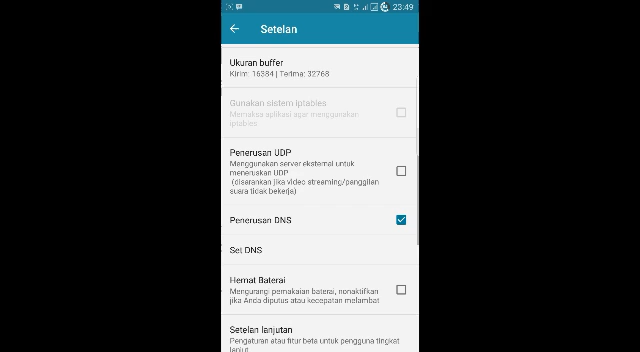 23:49
Setelan
Ukuran buffer
Kirim: 16384 | Terima: 32768
Gunakan sistem iptables
Memaksa aplikasi agar menggunakan
iptables
Penerusan UDP
Menggunakan server eksternal untuk
meneruskan UDP
(disarankan jika video streaming/panggilan
suara tidak bekerja)
Penerusan DNS
Set DNS
Hemat Baterai
Mengurangi pemakaian baterai, nonaktifkan
jika Anda diputus atau kecepatan melambat
Setelan lanjutan
Pengaturan atau fitur beta untuk pengguna tingkat
lanjut